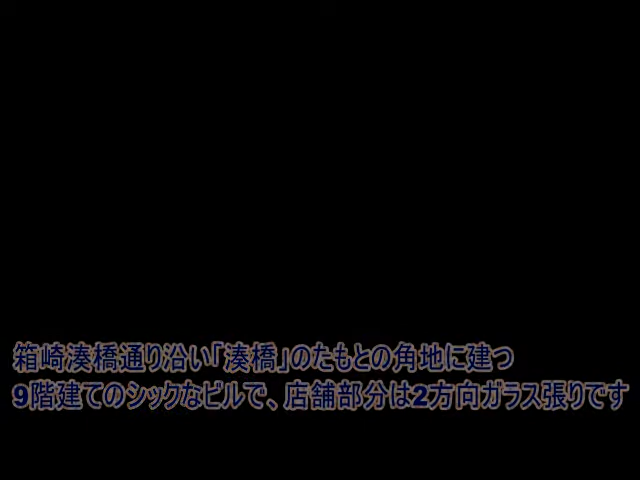 箱崎湊橋通り沿い「湊橋」のたもとの角地に建つ
9階建てのシックなビルで、店舗部分は2方向ガラス張りです